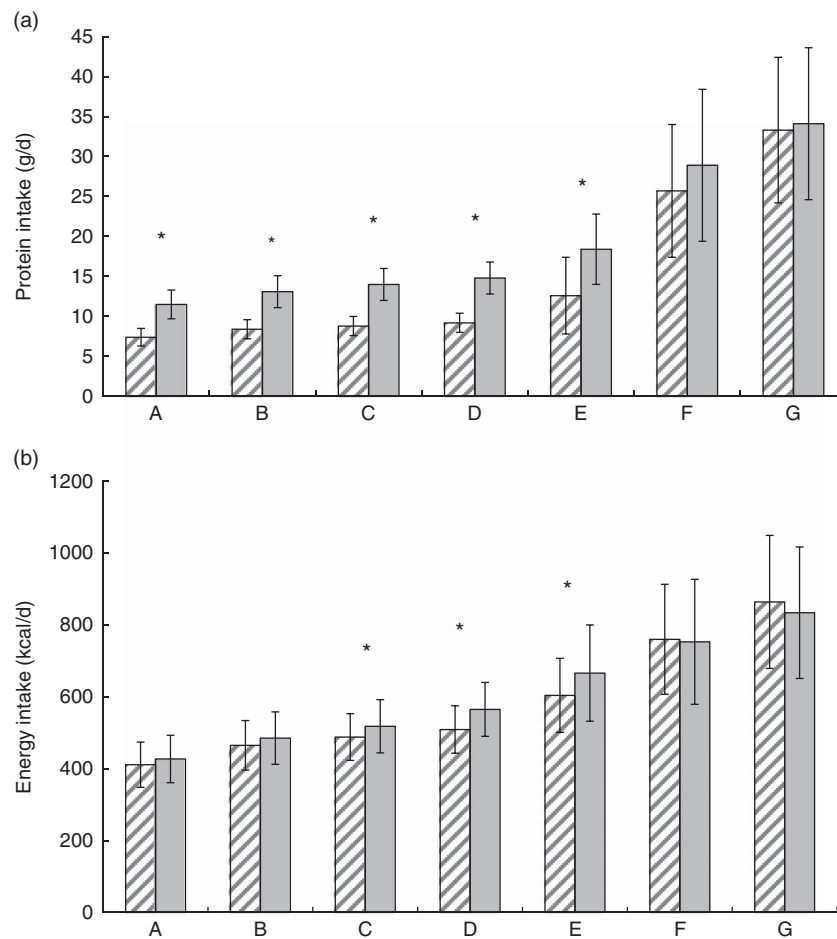 (a)
45
40
35
30
25
20
15
10
5
0
Protein intake (g/d)
* * * * *
A B C D E F G
(b)
1200
1000
800
600
400
200
0
Energy intake (kcal/d)
* * *
A B C D E F G